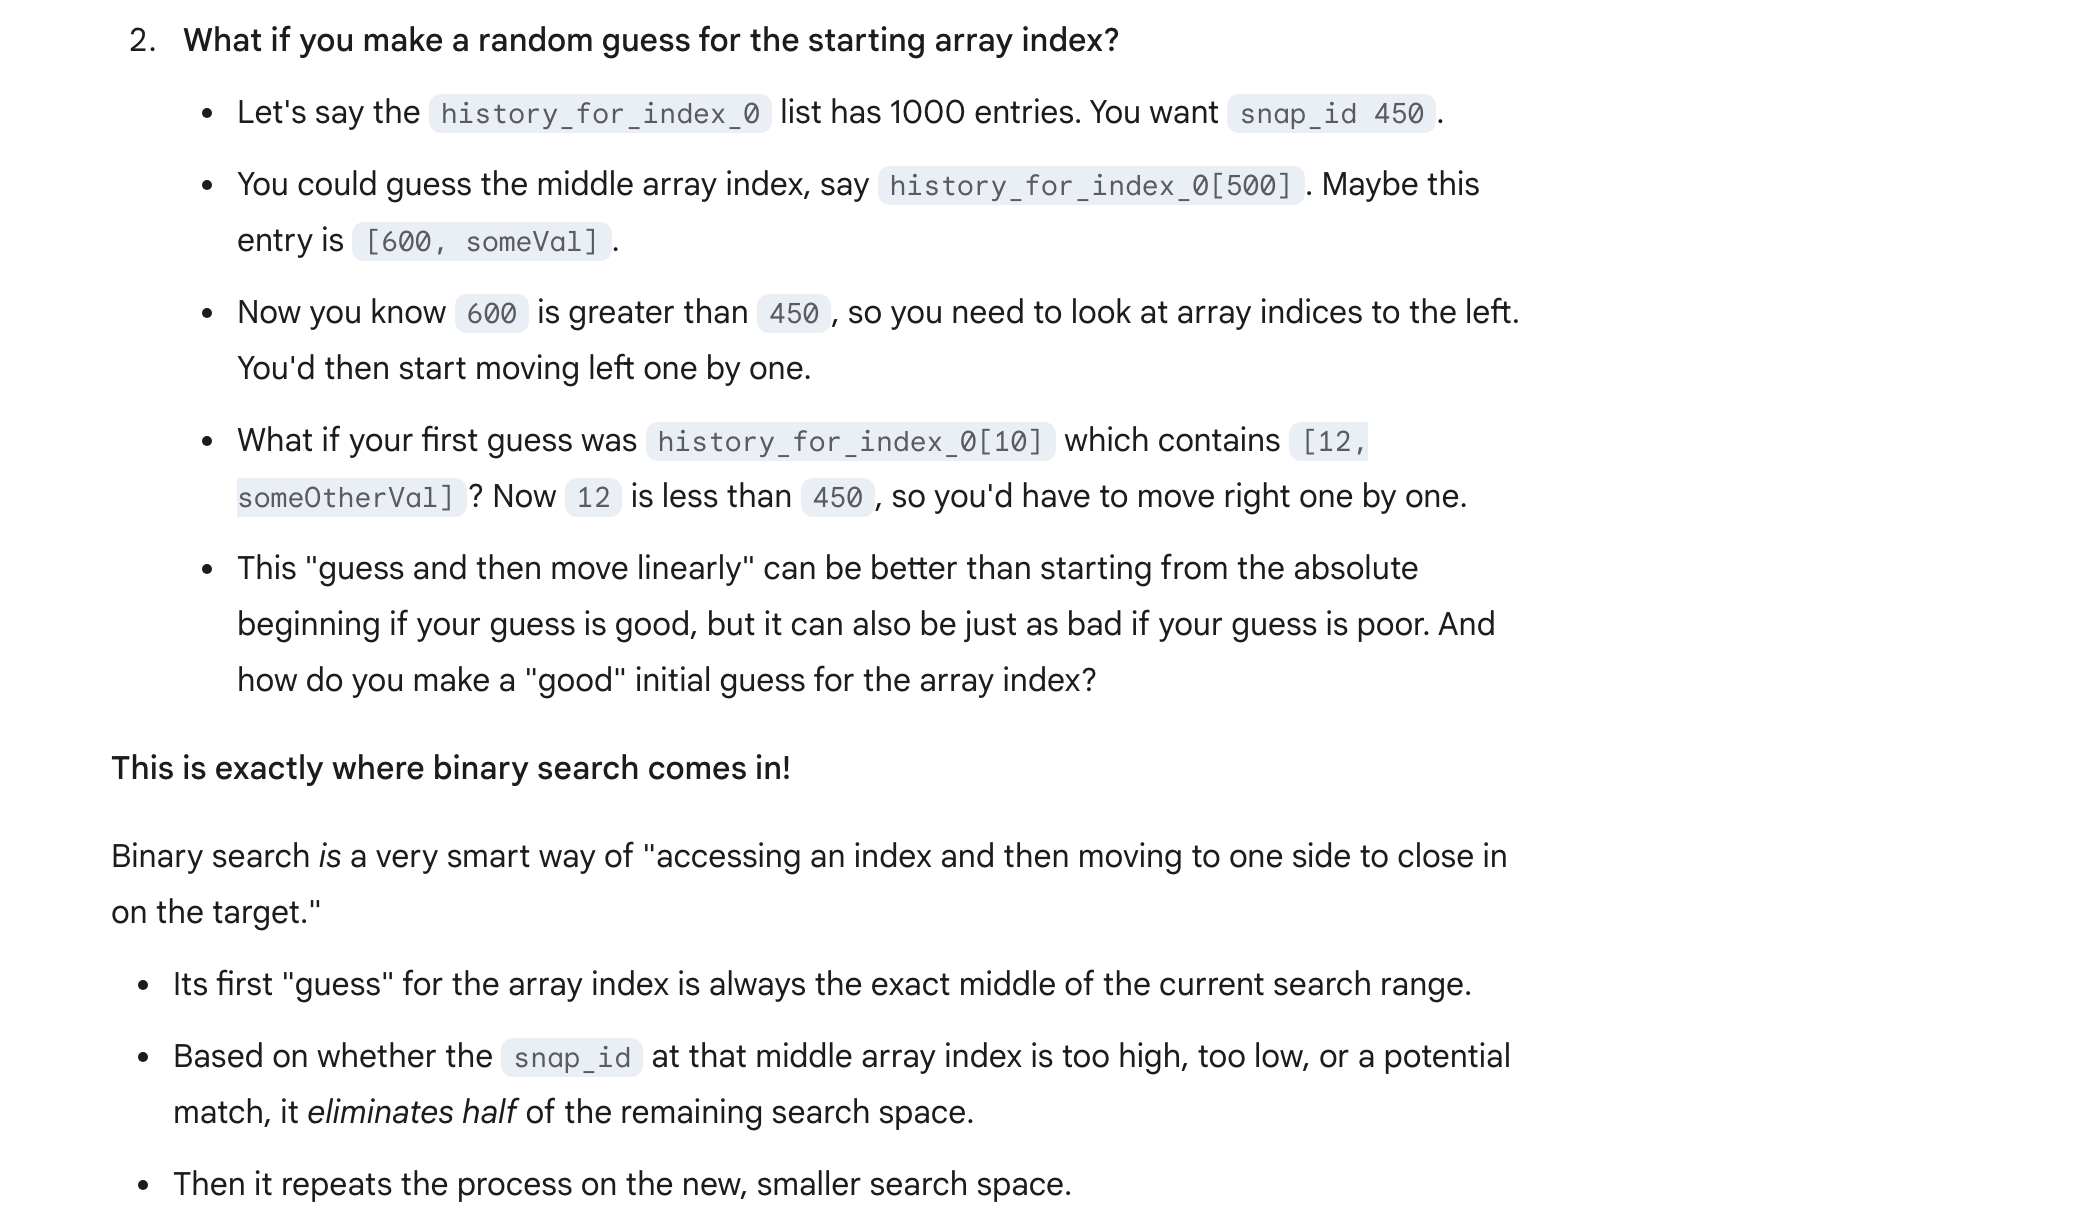 2. What if you make a random guess for the starting array index?
• Let's say the history_for_index_0 list has 1000 entries. You want snap_id 450.
• You could guess the middle array index, say history_for_index_0[500]. Maybe this
entry is [600, someVal].
• Now you know 600 is greater than 450, so you need to look at array indices to the left.
You'd then start moving left one by one.
• What if your first guess was history_for_index_0[10] which contains [12,
someOtherVal]? Now 12 is less than 450, so you'd have to move right one by one.
• This "guess and then move linearly" can be better than starting from the absolute
beginning if your guess is good, but it can also be just as bad if your guess is poor. And
how do you make a "good" initial guess for the array index?
This is exactly where binary search comes in!
Binary search is a very smart way of "accessing an index and then moving to one side to close in
on the target."
• Its first "guess" for the array index is always the exact middle of the current search range.
• Based on whether the snap_id at that middle array index is too high, too low, or a potential
match, it eliminates half of the remaining search space.
• Then it repeats the process on the new, smaller search space.